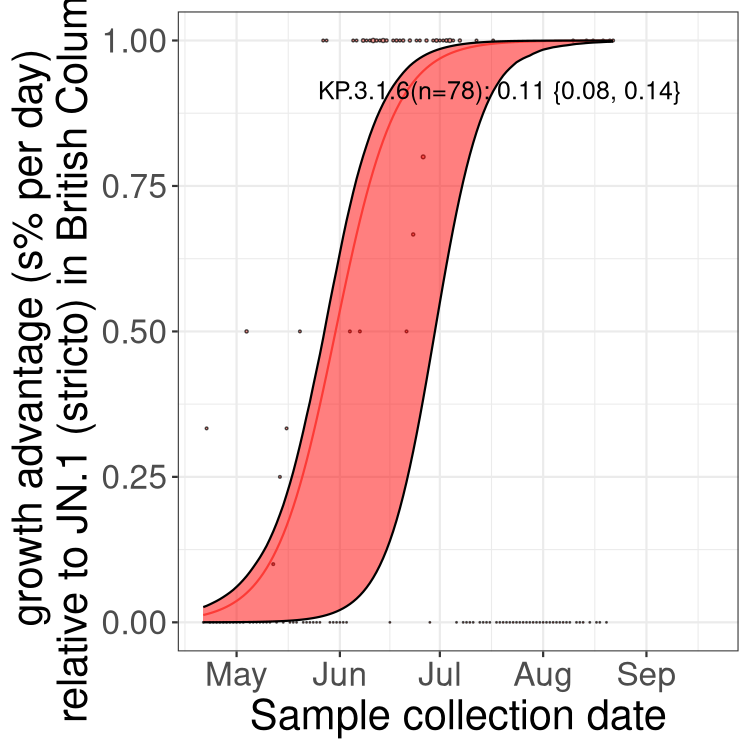 growth advantage (s% per day)
relative to JN.1 (stricto) in British Colum
1.00
0.75
0.50
0.25
0.00
KP.3.1.6(n=78): 0.11 {0.08, 0.14}
May Jun Jul Aug Sep
Sample collection date